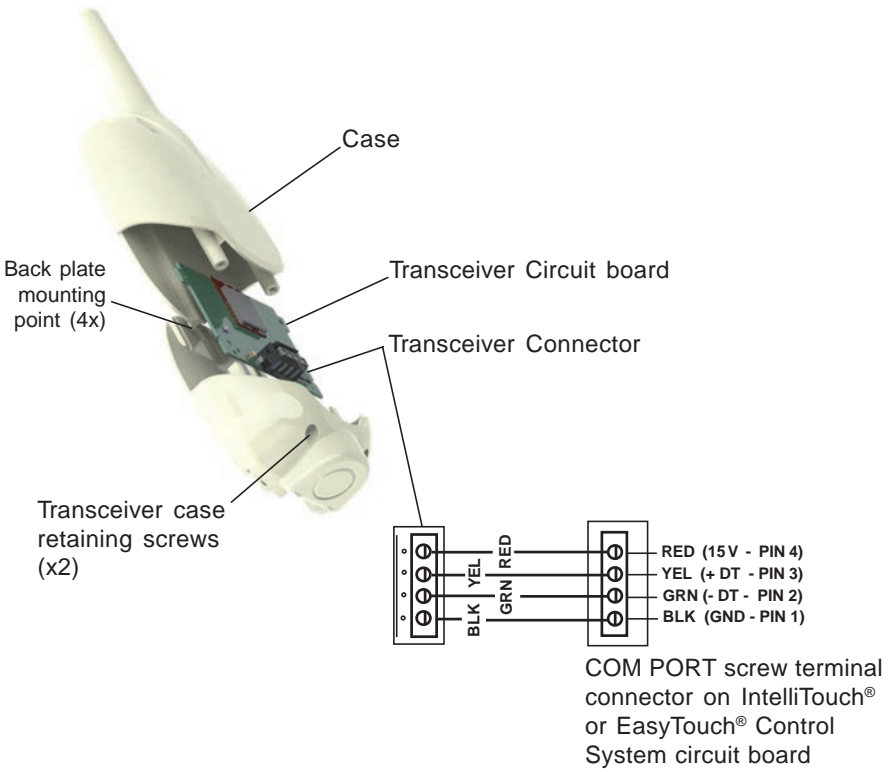 Case
Back plate
mounting
point (4x)
Transceiver Circuit board
Transceiver Connector
Transceiver case
retaining screws
(x2)
RED
YEL
GRN
BLK
RED (15 V - PIN 4)
YEL (+ DT - PIN 3)
GRN (- DT - PIN 2)
BLK (GND - PIN 1)
COM PORT screw terminal
connector on IntelliTouch®
or EasyTouch® Control
System circuit board